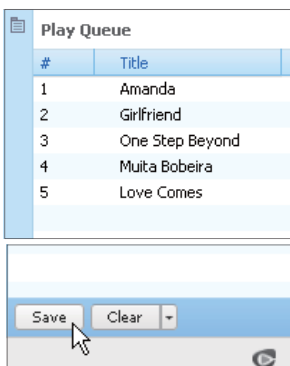 Play Queue
# Title
1 Amanda
2 Girlfriend
3 One Step Beyond
4 Muita Bobeira
5 Love Comes
Save Clear